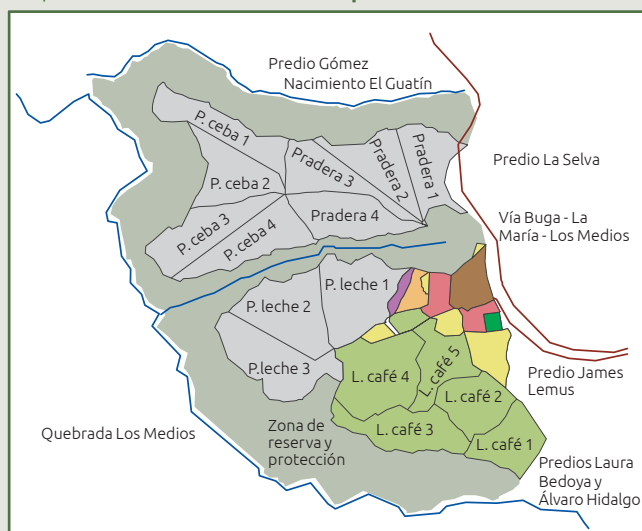 Predio Gómez
Nacimiento El Guatín
P. ceba 1
Pradera 3
Pradera 2
Pradera 1
Predio La Selva
P. ceba 2
P. ceba 3
P. ceba 4
Pradera 4
Vía Buga - La
María - Los Medios
P. leche 1
P. leche 2
P.leche 3
L. café 4
L. café 5
L. café 2
Predio James
Lemus
L. café 3
L. café 1
Quebrada Los Medios
Zona de
reserva y
protección
Predios Laura
Bedoya y
Álvaro Hidalgo